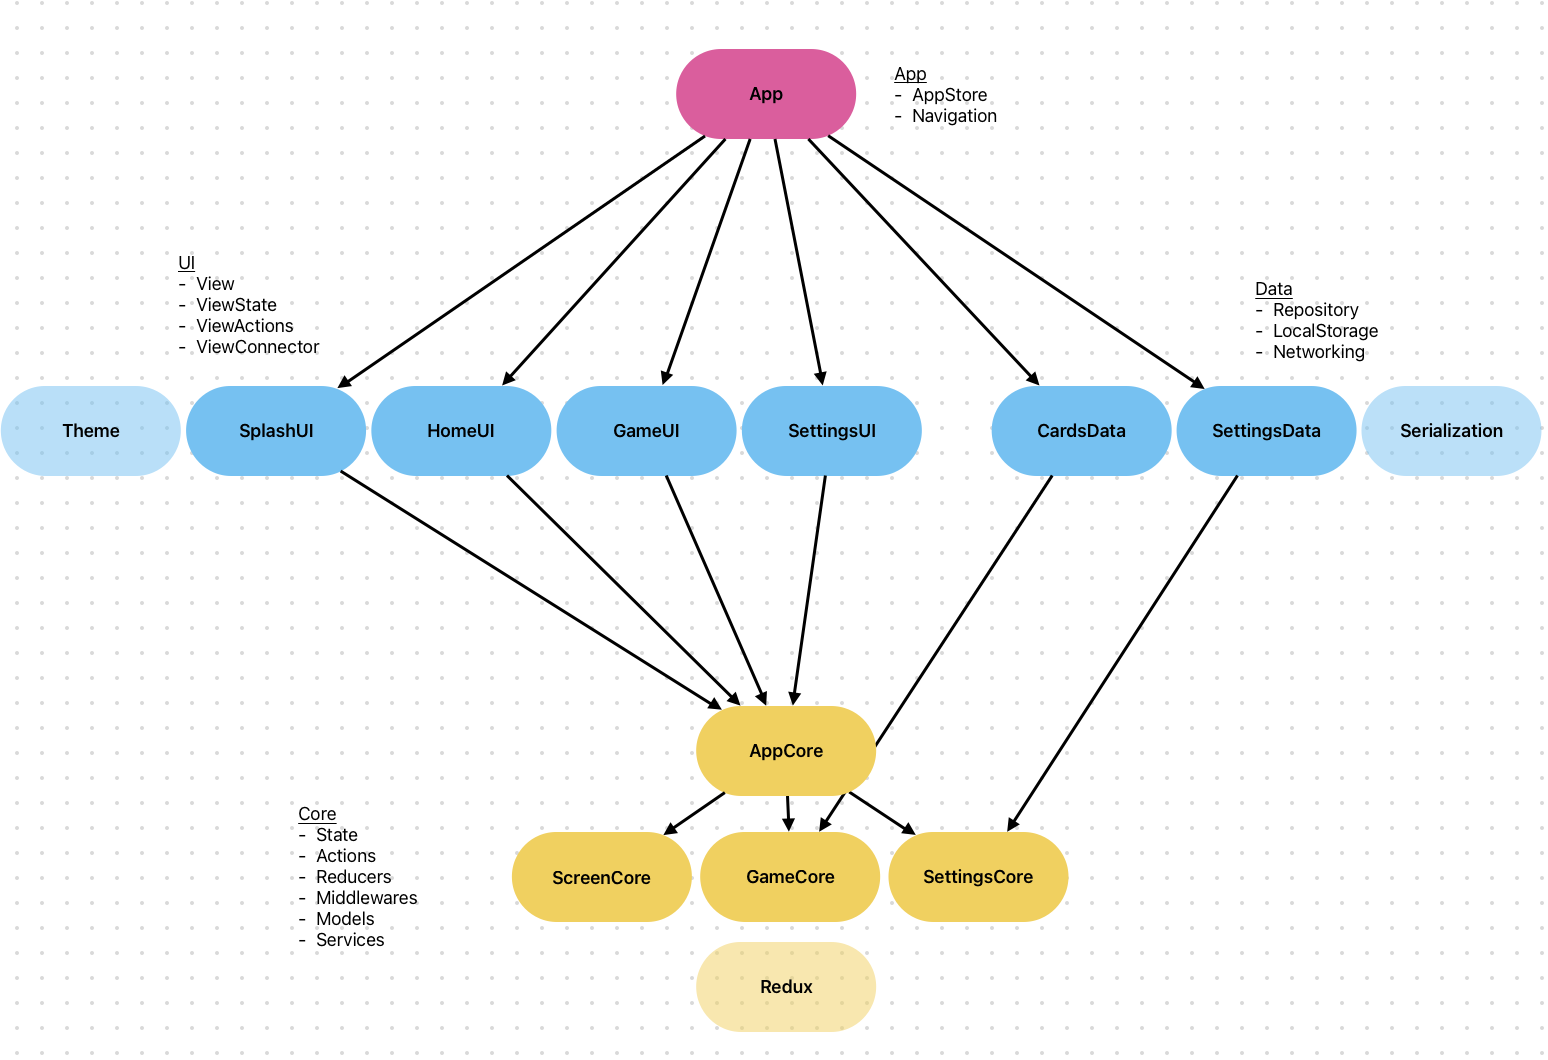 App
App
- AppStore
- Navigation
UI
- View
- ViewState
- ViewActions
- ViewConnector
Data
- Repository
- LocalStorage
- Networking
Theme
SplashUI
HomeUI
GameUI
SettingsUI
CardsData
SettingsData
Serialization
AppCore
Core
- State
- Actions
- Reducers
- Middlewares
- Models
- Services
ScreenCore
GameCore
SettingsCore
Redux